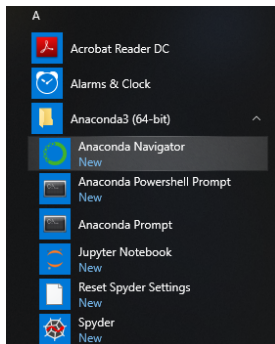 A
Acrobat Reader DC
Alarms & Clock
Anaconda3 (64-bit)
Anaconda Navigator
New
Anaconda Powershell Prompt
New
Anaconda Prompt
Jupyter Notebook
New
Reset Spyder Settings
New
Spyder
New